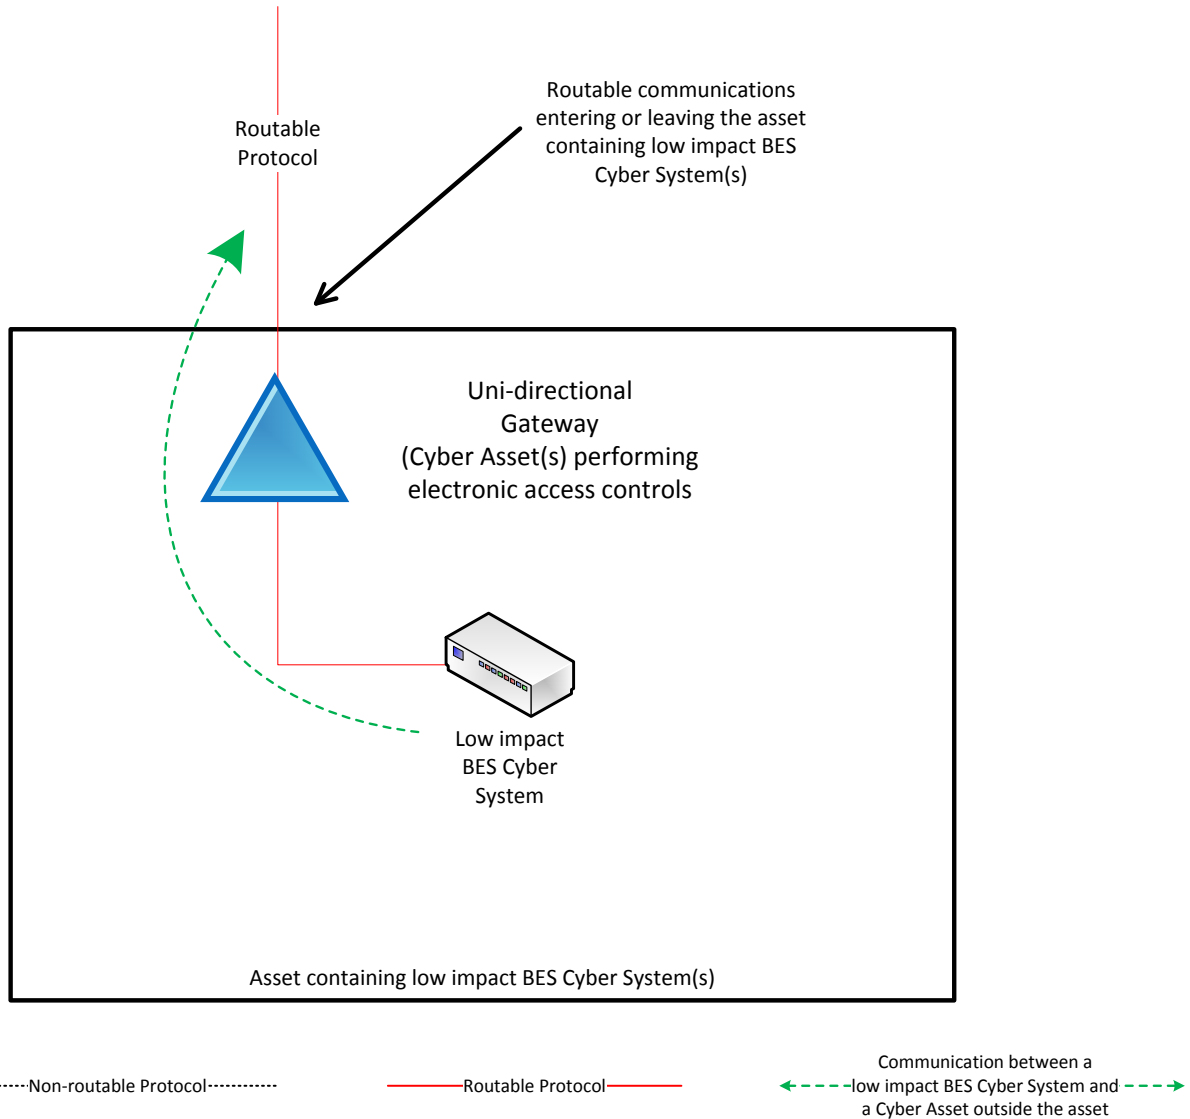 Routable communications
entering or leaving the asset
containing low impact BES
Cyber System(s)
Routable
Protocol
Uni-directional
Gateway
(Cyber Asset(s) performing
electronic access controls
Low impact
BES Cyber
System
Asset containing low impact BES Cyber System(s)
Non-routable Protocol
Routable Protocol
Communication between a
low impact BES Cyber System and
a Cyber Asset outside the asset